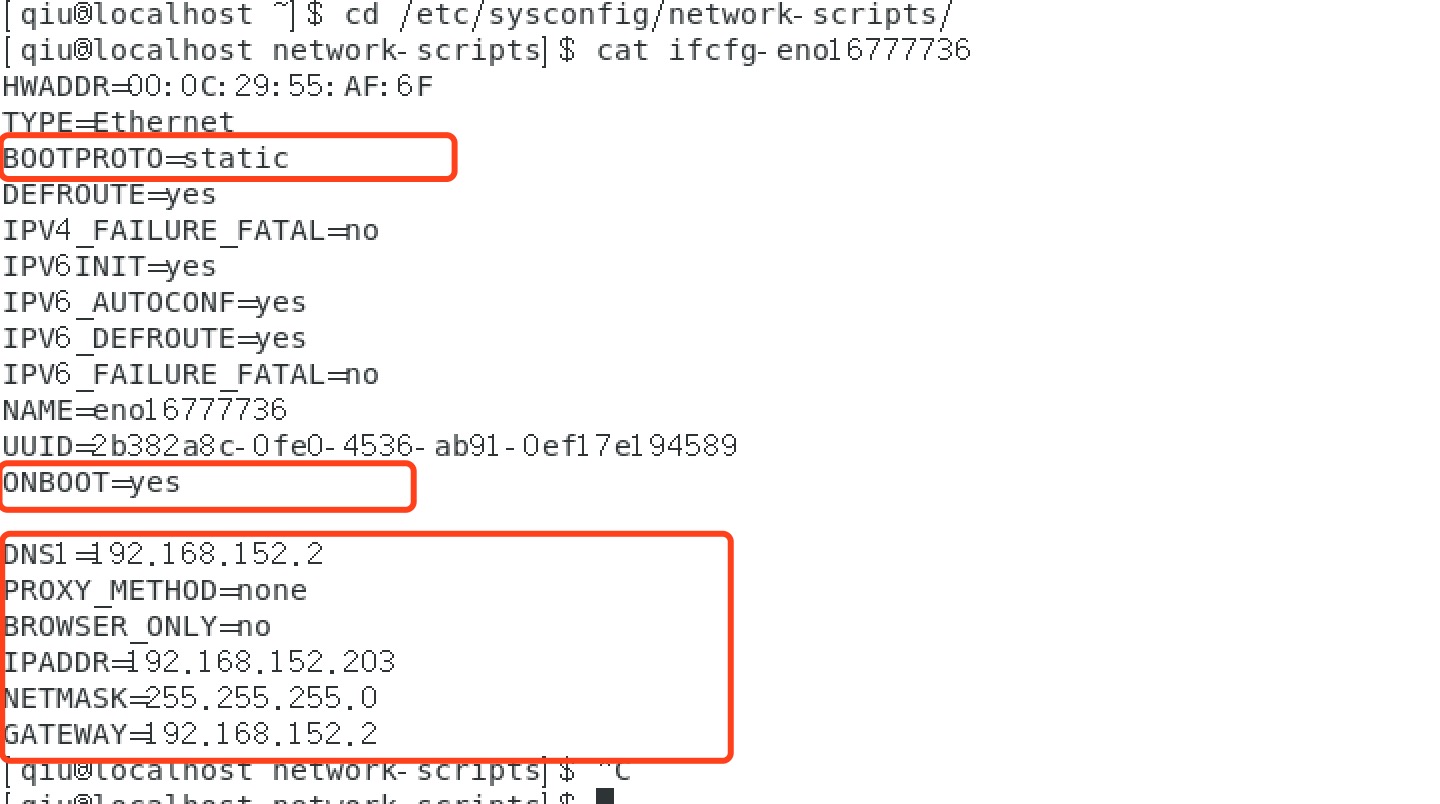 [qiu@localhost ~]$ cd /etc/sysconfig/network-scripts/
[qiu@localhost network-scripts]$ cat ifcfg-eno16777736
HWADDR=00:0C:29:55:AF:6F
TYPE=Ethernet
BOOTPROTO=static
DEFROUTE=yes
IPV4_FAILURE_FATAL=no
IPV6INIT=yes
IPV6_AUTOCONF=yes
IPV6_DEFROUTE=yes
IPV6_FAILURE_FATAL=no
NAME=eno16777736
UUID=2b382a8c-0fe0-4536-ab91-0ef17e194589
ONBOOT=yes
DNS1=192.168.152.2
PROXY_METHOD=none
BROWSER_ONLY=no
IPADDR=192.168.152.203
NETMASK=255.255.255.0
GATEWAY=192.168.152.2
[qiu@localhost network-scripts]$ ^C
[qiu@localhost network-scripts]$